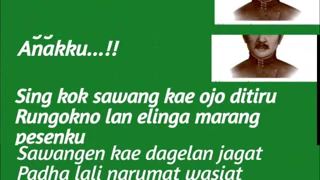 Anakku...!!
Sing kok sawang kae ojo ditiru
Rungokno lan elinga marang
pesenku
Sawangen kae dagelan jagat
Padha lali narumat wasiat